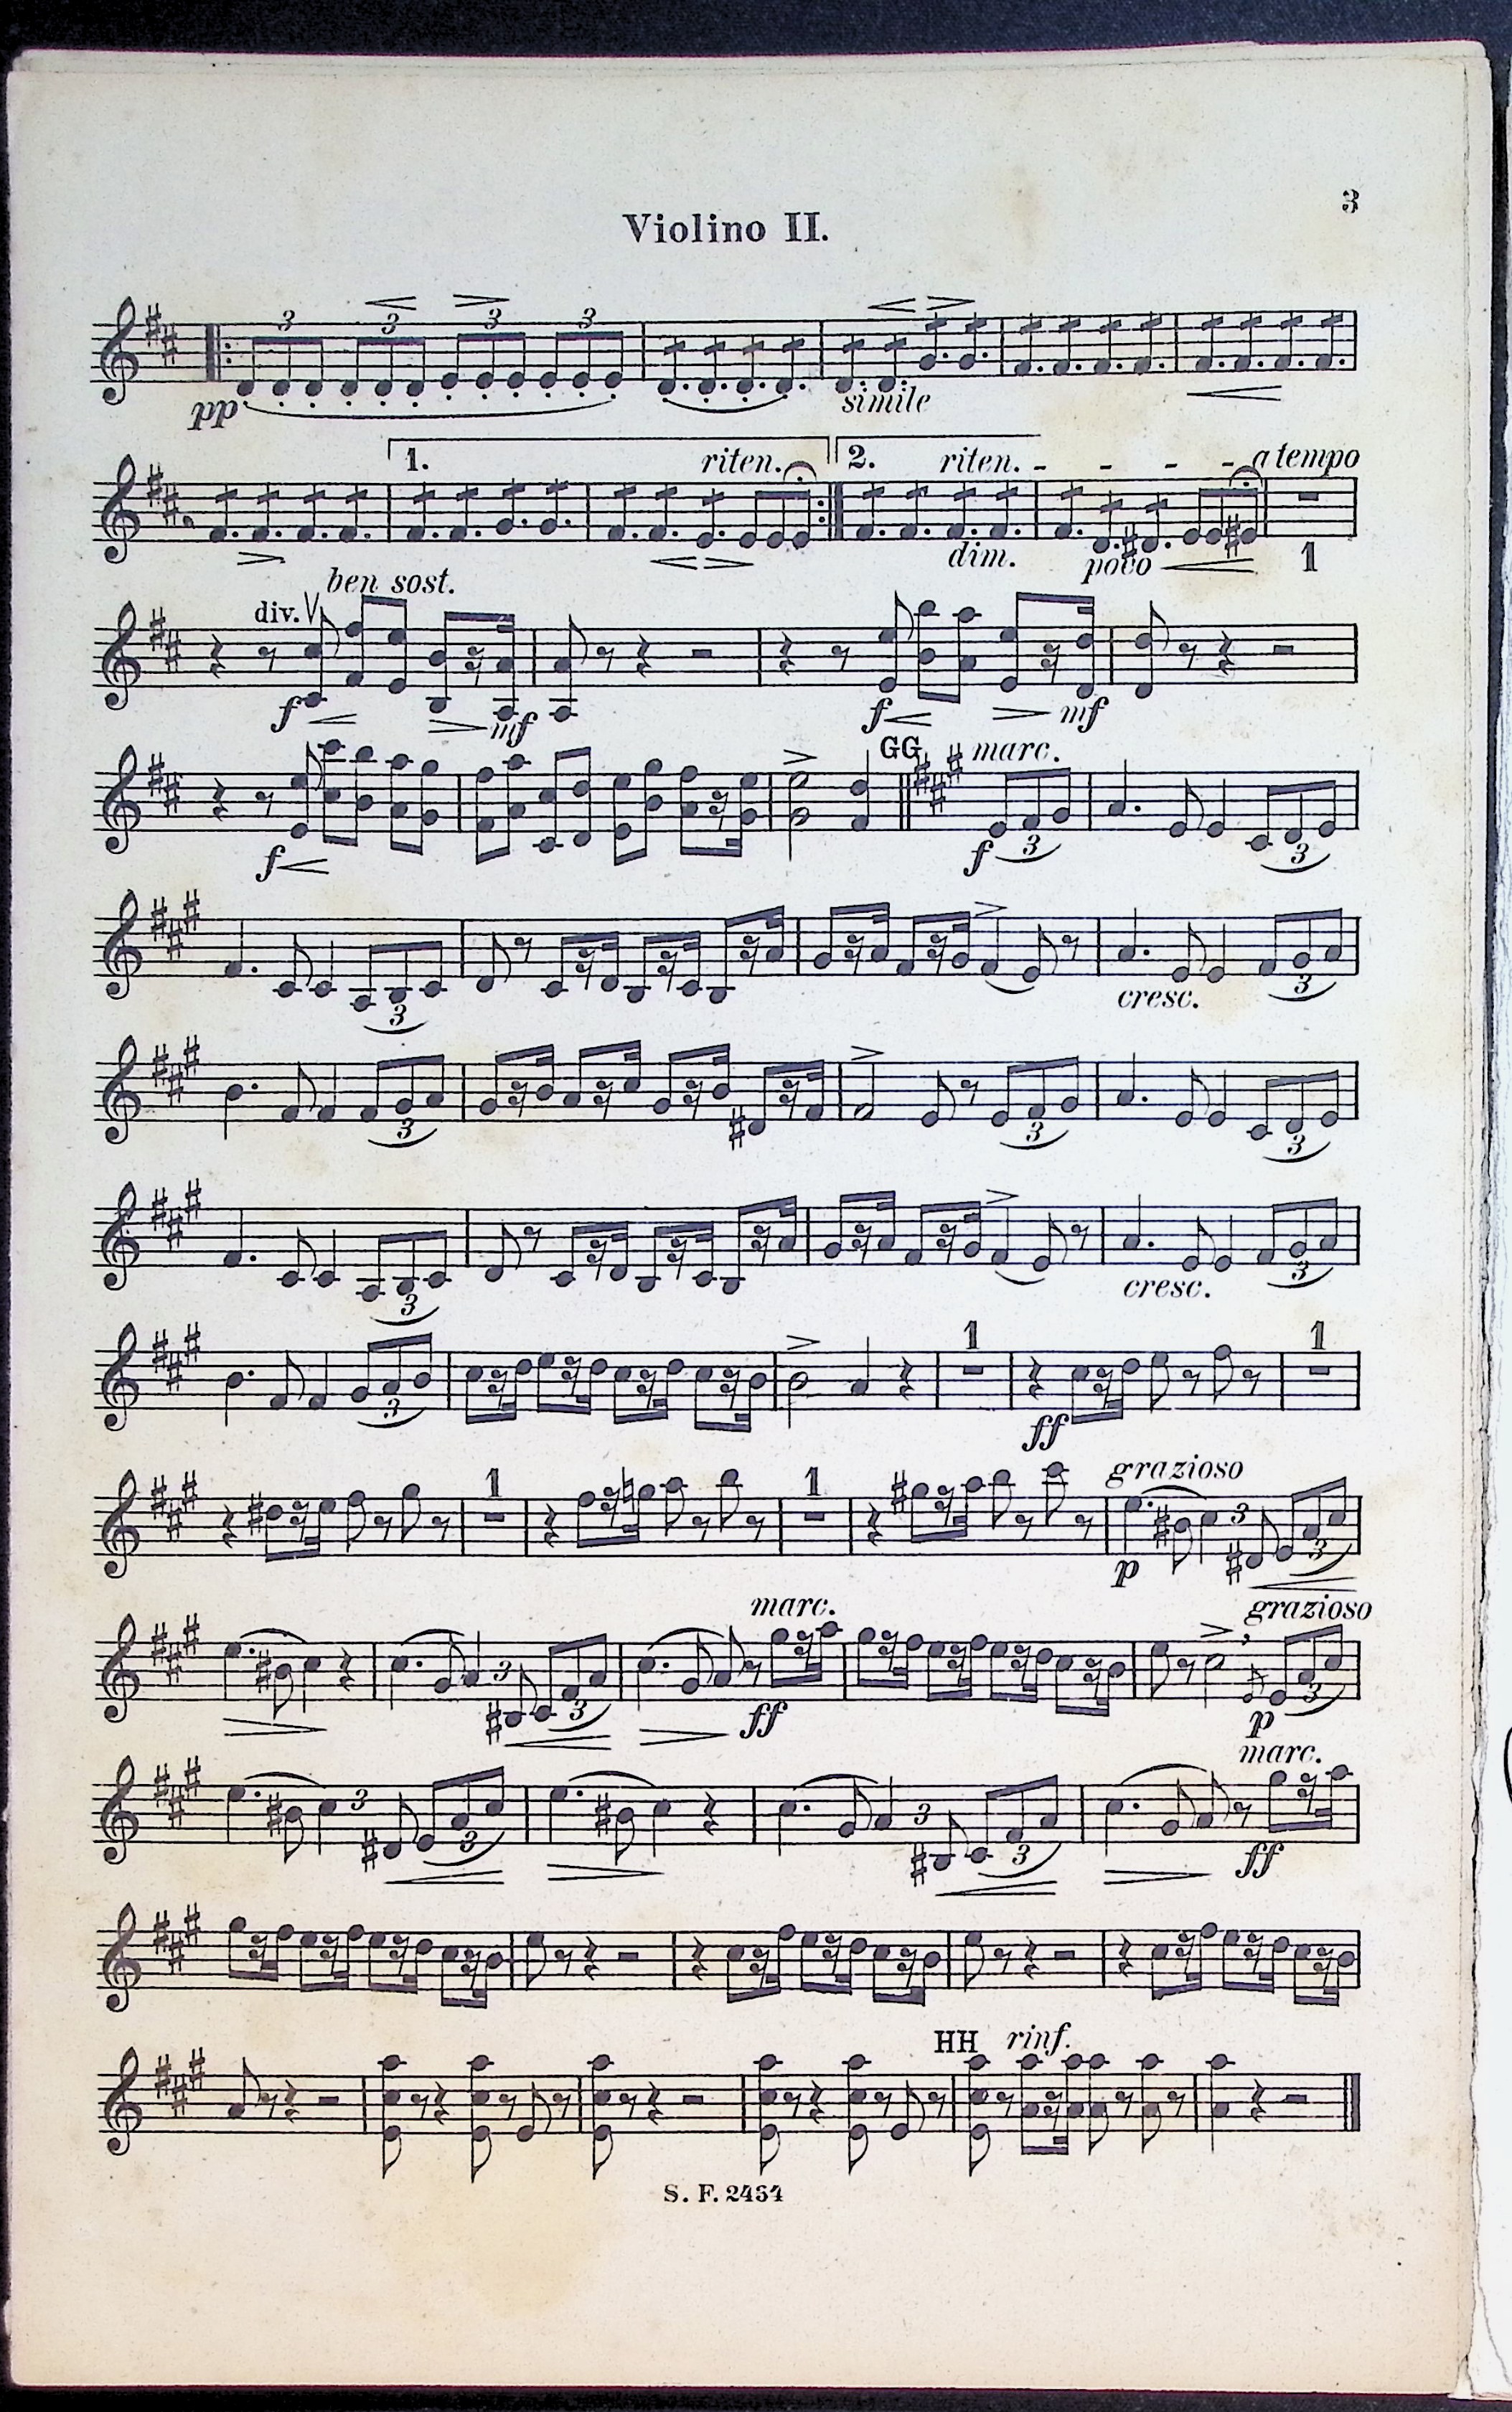 3
Violino II.
3 3 3 3
pp simile
1. riten. 2. riten. - - - - a tempo
dim. poco 1
div. ben sost.
f mf f mf
GG marc.
f f 3 3
3 cresc. 3
3 3 3
3 cresc. 3
1 1
3 ff
1 1 grazioso
p 3 3
marc. grazioso
3 3 ff p 3
marc.
3 3 3 3 ff
HH rinf.
S. F. 2434